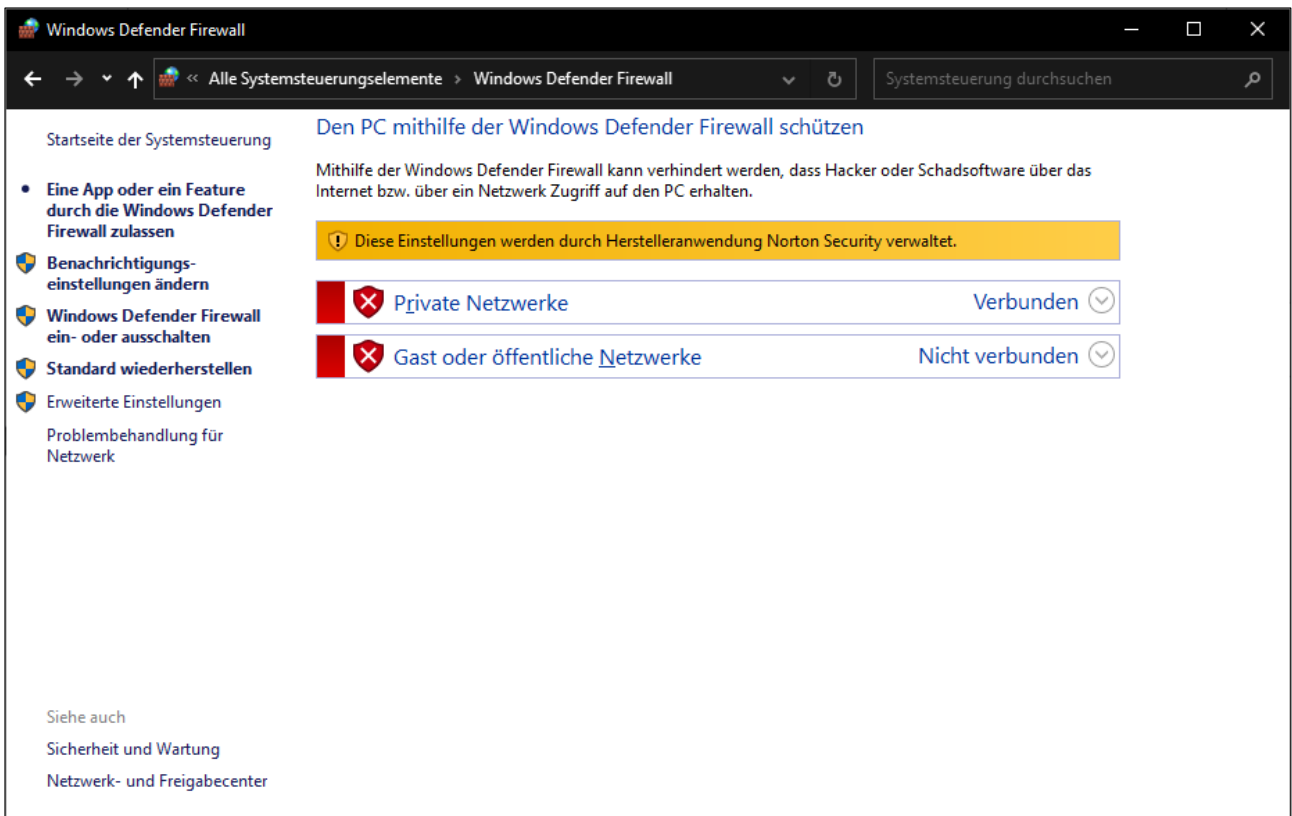 Windows Defender Firewall
« Alle Systemsteuerungselemente › Windows Defender Firewall
Systemsteuerung durchsuchen
Startseite der Systemsteuerung
Eine App oder ein Feature
durch die Windows Defender
Firewall zulassen
Benachrichtigungs-
einstellungen ändern
Windows Defender Firewall
ein- oder ausschalten
Standard wiederherstellen
Erweiterte Einstellungen
Problembehandlung für
Netzwerk
Den PC mithilfe der Windows Defender Firewall schützen
Mithilfe der Windows Defender Firewall kann verhindert werden, dass Hacker oder Schadsoftware über das
Internet bzw. über ein Netzwerk Zugriff auf den PC erhalten.
Diese Einstellungen werden durch Herstelleranwendung Norton Security verwaltet.
Private Netzwerke Verbunden
Gast oder öffentliche Netzwerke Nicht verbunden
Siehe auch
Sicherheit und Wartung
Netzwerk- und Freigabecenter